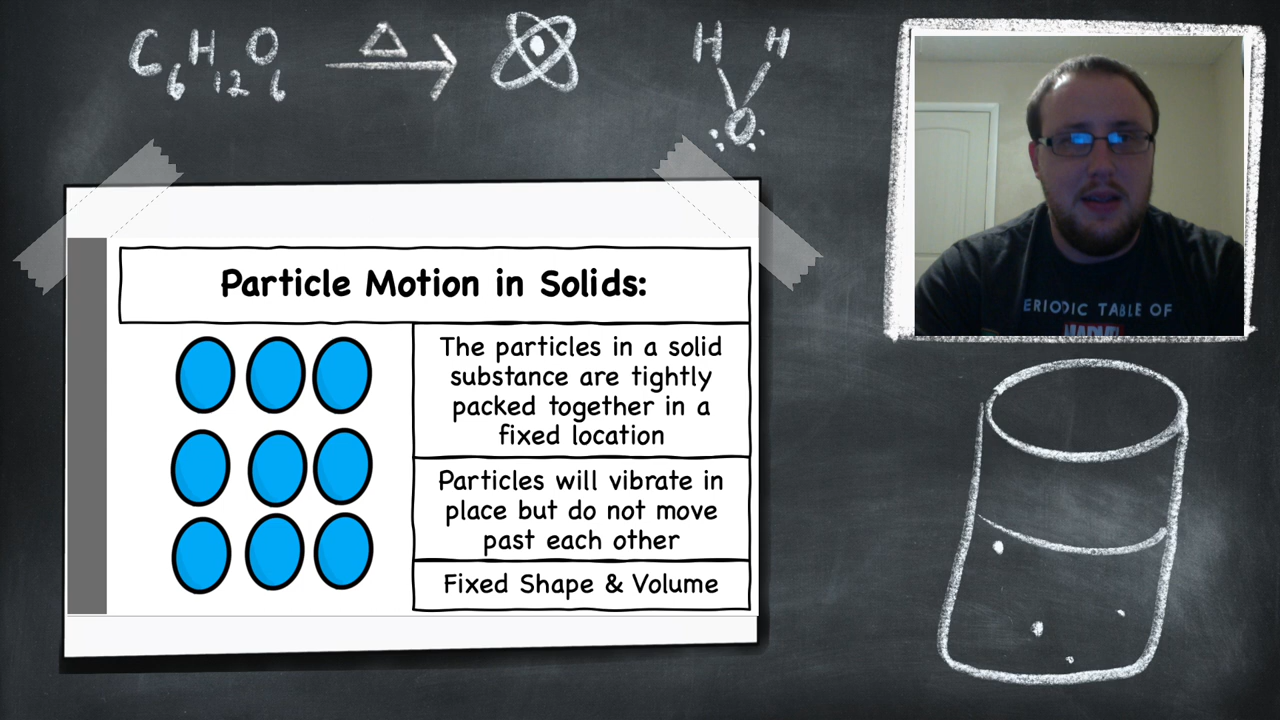 C6H12O6 Δ→
H H
O
ERIODIC TABLE OF
MARVEL
Particle Motion in Solids:
The particles in a solid
substance are tightly
packed together in a
fixed location
Particles will vibrate in
place but do not move
past each other
Fixed Shape & Volume